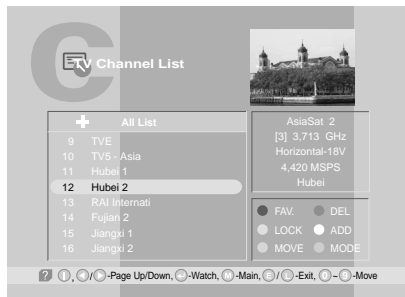 TV Channel List
All List
9 TVE
10 TV5 - Asia
11 Hubei 1
12 Hubei 2
13 RAI Internati
14 Fujian 2
15 Jiangxi 1
16 Jiangxi 2
AsiaSat 2
[3] 3,713 GHz
Horizontal-18V
4,420 MSPS
Hubei
FAV. DEL
LOCK ADD
MOVE MODE
? / -Page Up/Down, -Watch, M -Main, E / L -Exit, 0 - 9 -Move